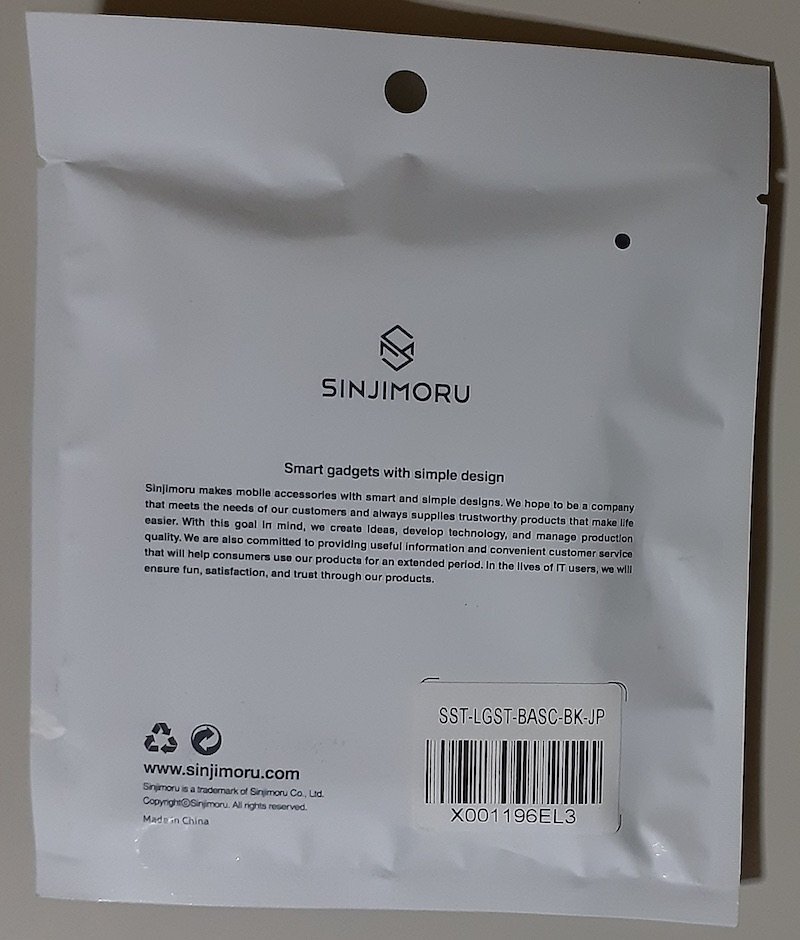 SINJIMORU
Smart gadgets with simple design
Sinjimoru makes mobile accessories with smart and simple designs. We hope to be a company
that meets the needs of our customers and always supplies trustworthy products that make life
easier. With this goal in mind, we create ideas, develop technology, and manage production
quality. We are also committed to providing useful information and convenient customer service
that will help consumers use our products for an extended period. In the lives of IT users, we will
ensure fun, satisfaction, and trust through our products.
SST-LGST-BASC-BK-JP
X001196EL3
www.sinjimoru.com
Sinjimoru is a trademark of Sinjimoru Co., Ltd.
Copyright©Sinjimoru. All rights reserved.
Made in China